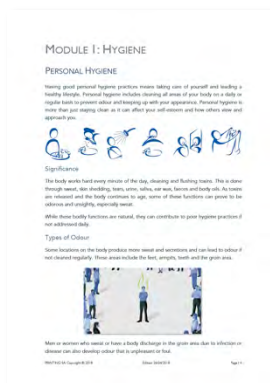 MODULE 1: HYGIENE
PERSONAL HYGIENE
Having good personal hygiene practices means taking care of yourself and leading a
healthy lifestyle. Personal hygiene includes cleaning all areas of your body on a daily or
regular basis to prevent odour and keeping up with your appearance. Personal hygiene is
more than just staying clean as it can affect your self-esteem and how others view and
approach you.
Significance
The body works hard every minute of the day, cleaning and flushing toxins. This is done
through sweat, skin shedding, tears, urine, saliva, ear wax, faeces and body oils. As toxins
are released and the body continues to age, some of these functions can prove to be
odorous and unsightly, especially sweat.
While these bodily functions are natural, they can contribute to poor hygiene practices if
not addressed daily.
Types of Odour
Some locations on the body produce more sweat and secretions and can lead to odour if
not cleaned regularly. These areas include the feet, armpits, teeth and the groin area.
Men or women who sweat or have a body discharge in the groin area due to infection or
disease can also develop odour that is unpleasant or foul.
Copyright © 2018
Page | 1